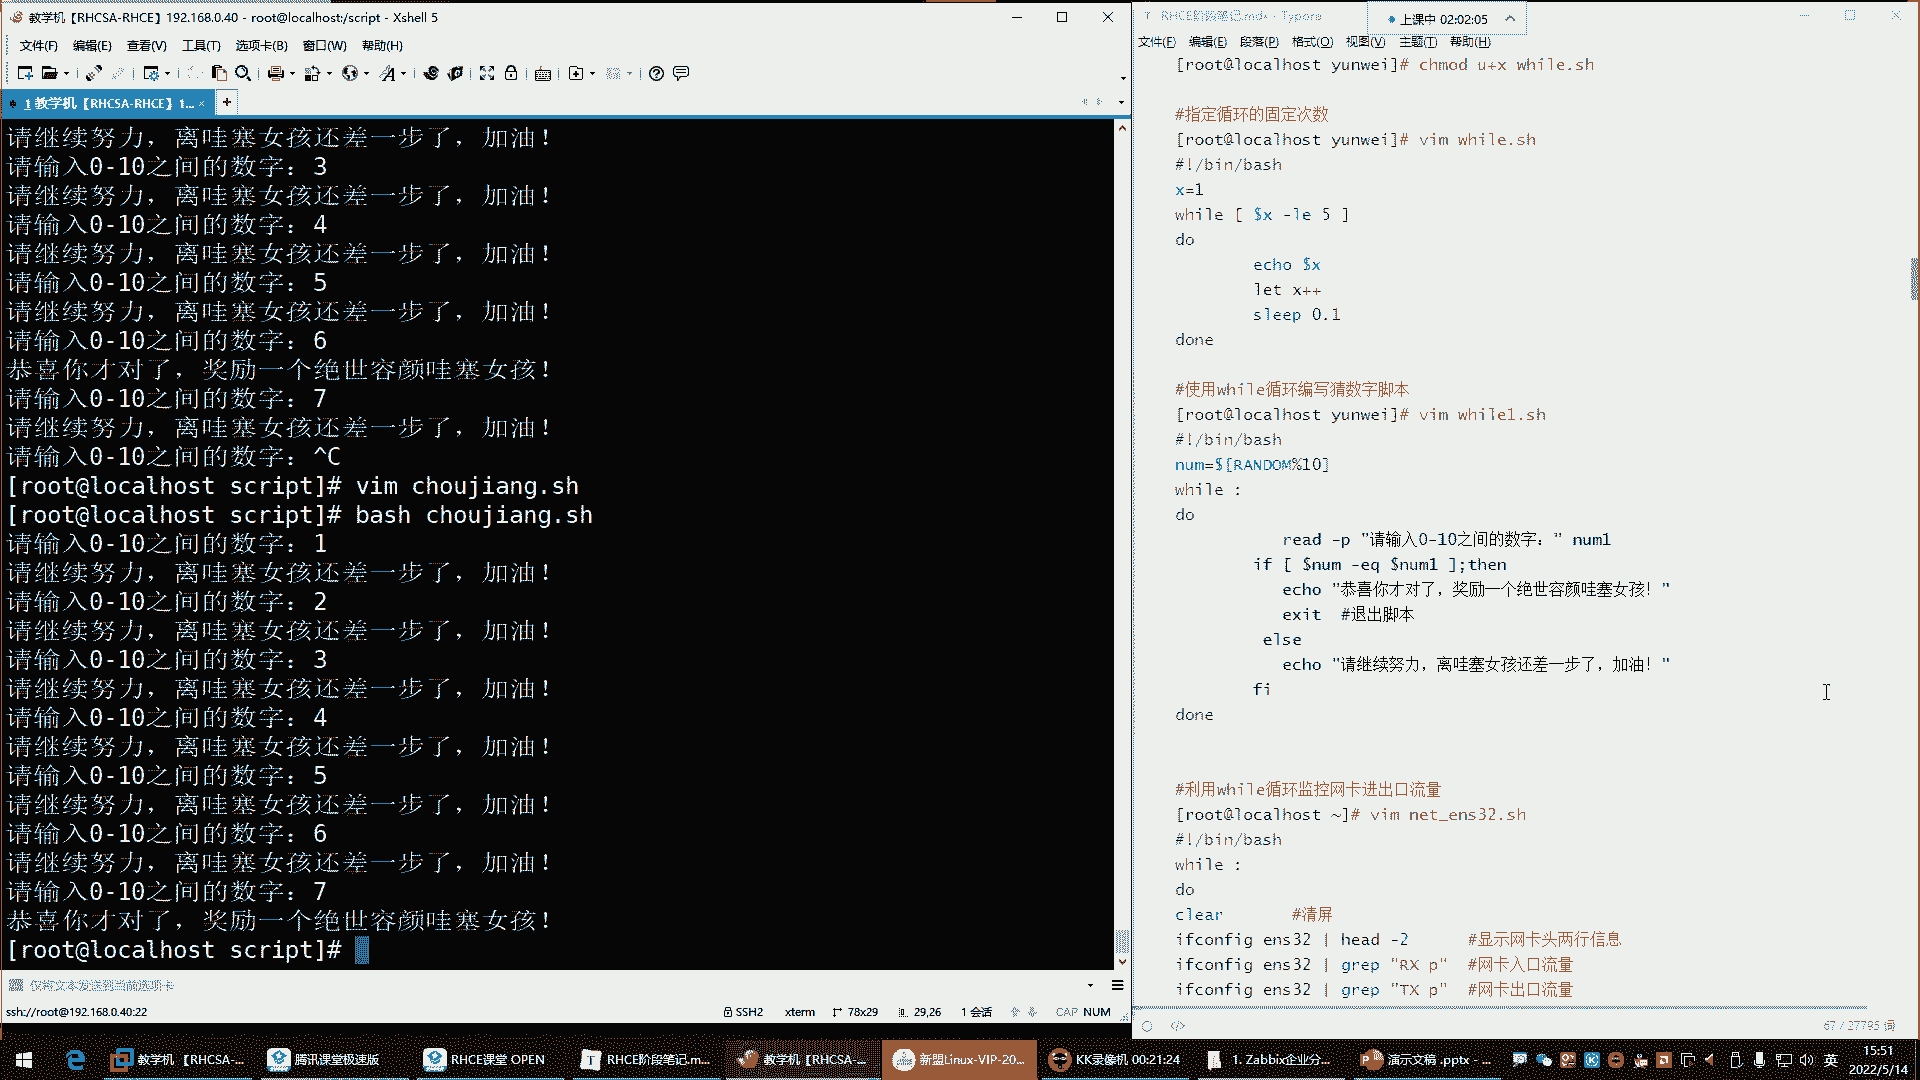 教学机【RHCSA-RHCE】192.168.0.40 - root@localhost:/script - Xshell 5
文件(F) 编辑(E) 查看(V) 工具(T) 选项卡(B) 窗口(W) 帮助(H)
1 教学机【RHCSA-RHCE】1... × +
请继续努力，离哇塞女孩还差一步了，加油！
请输入0-10之间的数字：3
请继续努力，离哇塞女孩还差一步了，加油！
请输入0-10之间的数字：4
请继续努力，离哇塞女孩还差一步了，加油！
请输入0-10之间的数字：5
请继续努力，离哇塞女孩还差一步了，加油！
请输入0-10之间的数字：6
恭喜你才对了，奖励一个绝世容颜哇塞女孩！
请输入0-10之间的数字：7
请继续努力，离哇塞女孩还差一步了，加油！
请输入0-10之间的数字：^C
[root@localhost script]# vim choujiang.sh
[root@localhost script]# bash choujiang.sh
请输入0-10之间的数字：1
请继续努力，离哇塞女孩还差一步了，加油！
请输入0-10之间的数字：2
请继续努力，离哇塞女孩还差一步了，加油！
请输入0-10之间的数字：3
请继续努力，离哇塞女孩还差一步了，加油！
请输入0-10之间的数字：4
请继续努力，离哇塞女孩还差一步了，加油！
请输入0-10之间的数字：5
请继续努力，离哇塞女孩还差一步了，加油！
请输入0-10之间的数字：6
请继续努力，离哇塞女孩还差一步了，加油！
请输入0-10之间的数字：7
恭喜你才对了，奖励一个绝世容颜哇塞女孩！
[root@localhost script]#
仅将文本发送到当前选项卡
ssh://root@192.168.0.40:22 SSH2 xterm 78x29 29,26 1 会话 CAP NUM
RHCE阶段笔记.md • - Typora
上课中 02:02:05
文件(F) 编辑(E) 段落(P) 格式(O) 视图(V) 主题(T) 帮助(H)
[root@localhost yunwei]# chmod u+x while.sh
#指定循环的固定次数
[root@localhost yunwei]# vim while.sh
#!/bin/bash
x=1
while [ $x -le 5 ]
do
echo $x
let x++
sleep 0.1
done
#使用while循环编写猜数字脚本
[root@localhost yunwei]# vim while1.sh
#!/bin/bash
num=$[RANDOM%10]
while :
do
read -p "请输入0-10之间的数字：" num1
if [ $num -eq $num1 ];then
echo "恭喜你才对了，奖励一个绝世容颜哇塞女孩！"
exit #退出脚本
else
echo "请继续努力，离哇塞女孩还差一步了，加油！"
fi
done
#利用while循环监控网卡进出口流量
[root@localhost ~]# vim net_ens32.sh
#!/bin/bash
while :
do
clear #清屏
ifconfig ens32 | head -2 #显示网卡头两行信息
ifconfig ens32 | grep "RX p" #网卡入口流量
ifconfig ens32 | grep "TX p" #网卡出口流量
67 / 27795 词
教学机 【RHCSA-... 腾讯课堂极速版 RHCE课堂 OPEN RHCE阶段笔记.m... 教学机【RHCSA-... 新盟Linux-VIP-20... KK录像机 00:21:24 1. Zabbix企业分... 演示文稿 .pptx - ... 英
15:51
2022/5/14